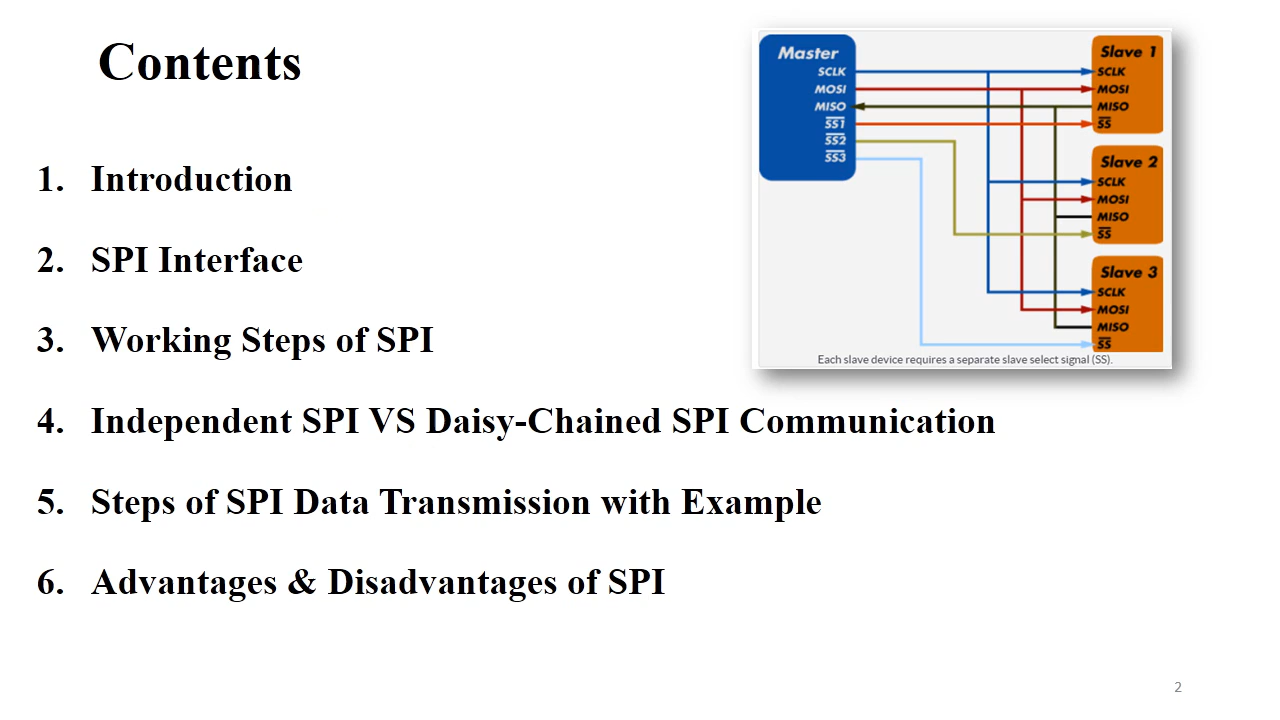 Contents
1. Introduction
2. SPI Interface
3. Working Steps of SPI
4. Independent SPI VS Daisy-Chained SPI Communication
5. Steps of SPI Data Transmission with Example
6. Advantages & Disadvantages of SPI
Master
SCLK
MOSI
MISO
SS1
SS2
SS3
Slave 1
SCLK
MOSI
MISO
SS
Slave 2
SCLK
MOSI
MISO
SS
Slave 3
SCLK
MOSI
MISO
SS
Each slave device requires a separate slave select signal (SS).
2